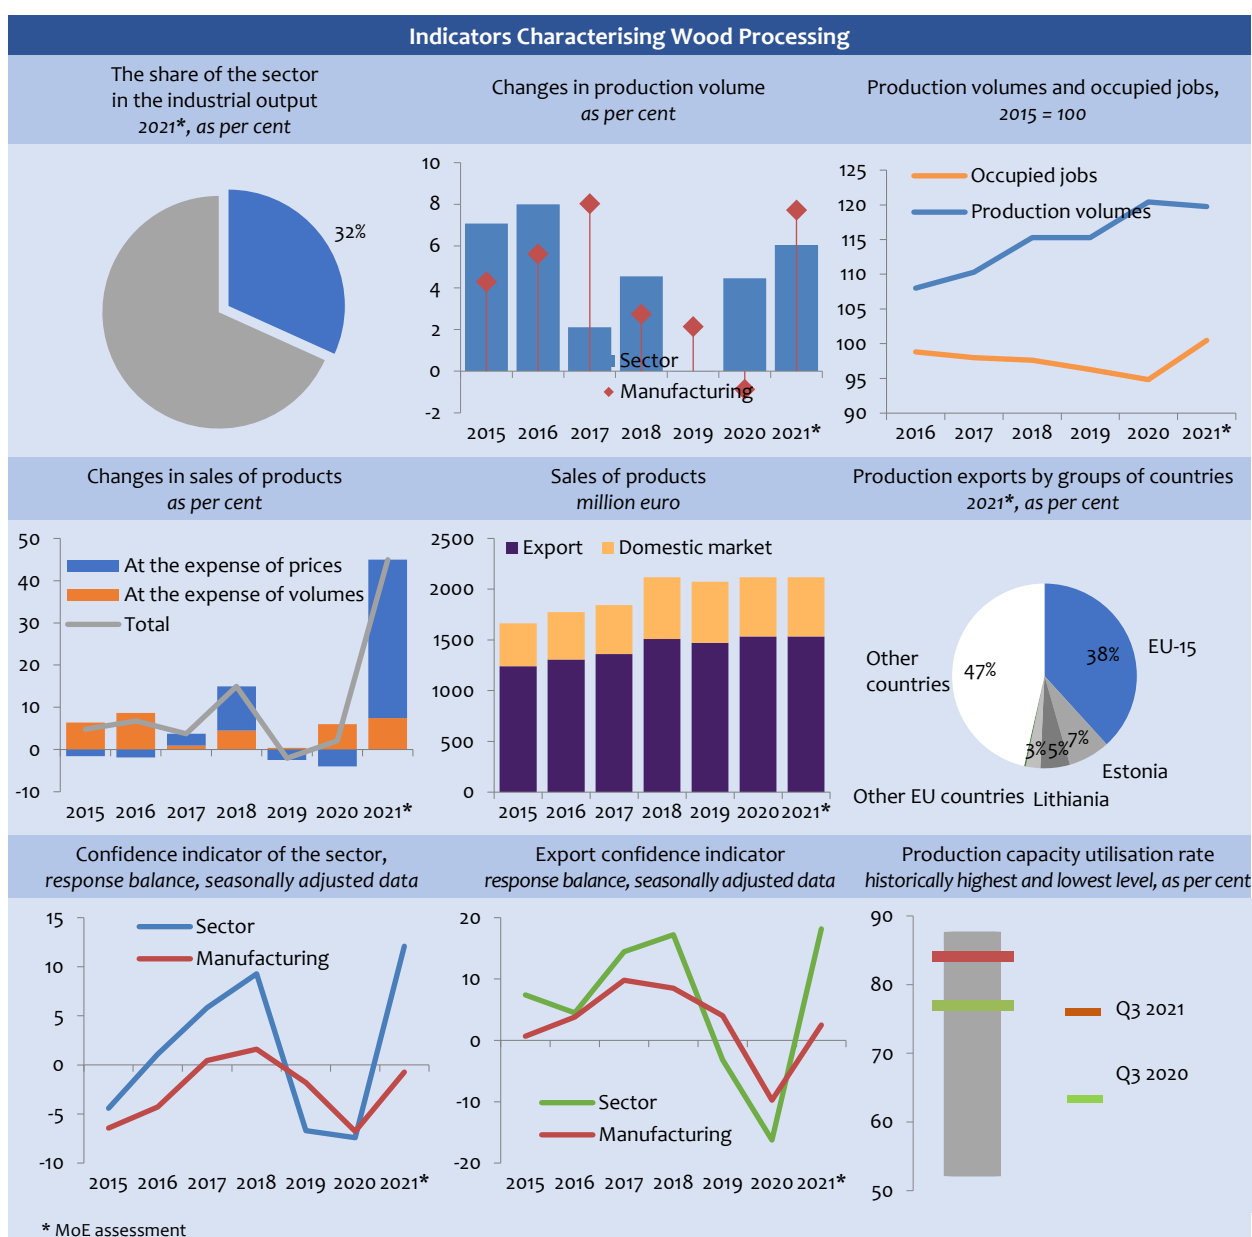 Indicators Characterising Wood Processing
The share of the sector
in the industrial output
2021*, as per cent
32%
Changes in production volume
as per cent
10
8
6
4
2
0
-2
Sector
Manufacturing
2015 2016 2017 2018 2019 2020 2021*
Production volumes and occupied jobs,
2015 = 100
125
120
115
110
105
100
95
90
Occupied jobs
Production volumes
2016 2017 2018 2019 2020 2021*
Changes in sales of products
as per cent
50
40
30
20
10
0
-10
At the expense of prices
At the expense of volumes
Total
2015 2016 2017 2018 2019 2020 2021*
Sales of products
million euro
2500
2000
1500
1000
500
0
Export Domestic market
2015 2016 2017 2018 2019 2020 2021*
Production exports by groups of countries
2021*, as per cent
Other
countries
47%
38%
EU-15
3% 5% 7%
Estonia
Other EU countries Lithiania
Confidence indicator of the sector,
response balance, seasonally adjusted data
15
10
5
0
-5
-10
Sector
Manufacturing
2015 2016 2017 2018 2019 2020 2021*
Export confidence indicator
response balance, seasonally adjusted data
20
10
0
-10
-20
Sector
Manufacturing
2015 2016 2017 2018 2019 2020 2021*
Production capacity utilisation rate
historically highest and lowest level, as per cent
90
80
70
60
50
Q3 2021
Q3 2020
* MoE assessment